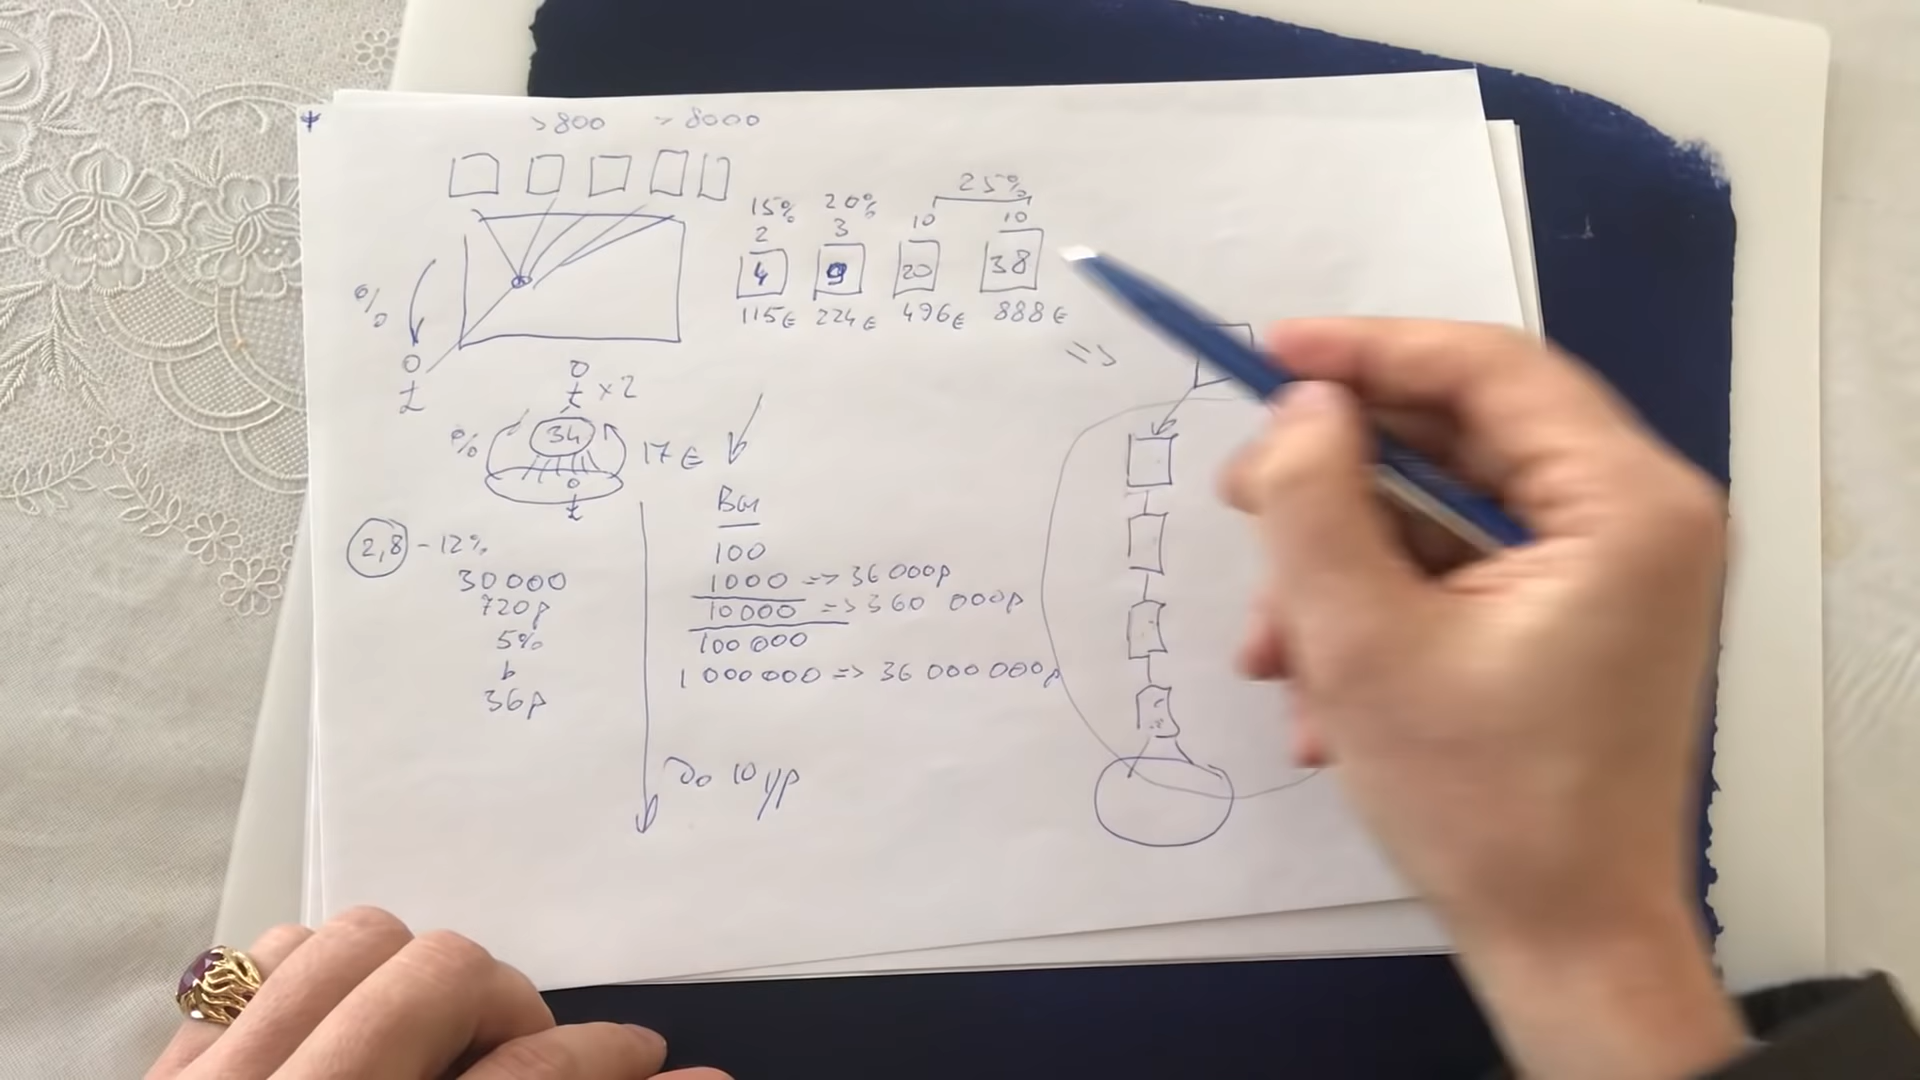 >800 => 8000
25%
15% 20%
2 3 10 10
4 9 20 38
115€ 224€ 496€ 888€
%
=>
x2
% 34 17€
Вы
2,8 - 12%
100
30000
1000 => 36 000р
720р
10000 => 360 000р
5%
100 000
1 000 000 => 36 000 000р
36р
До 10 ур